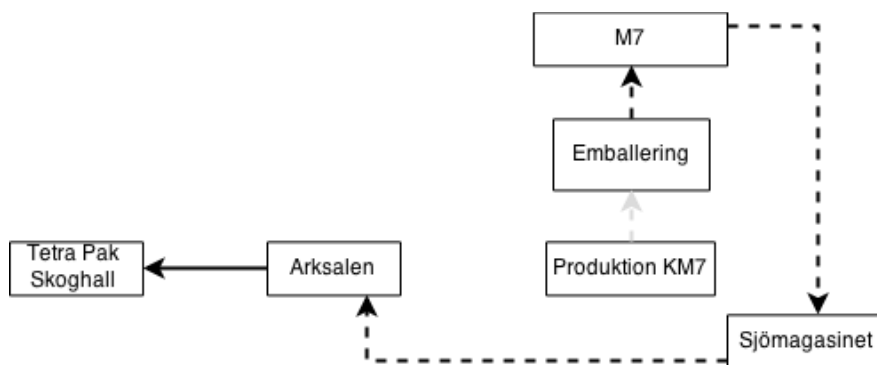 M7
Emballering
Tetra Pak
Skoghall
Arksalen
Produktion KM7
Sjömagasinet